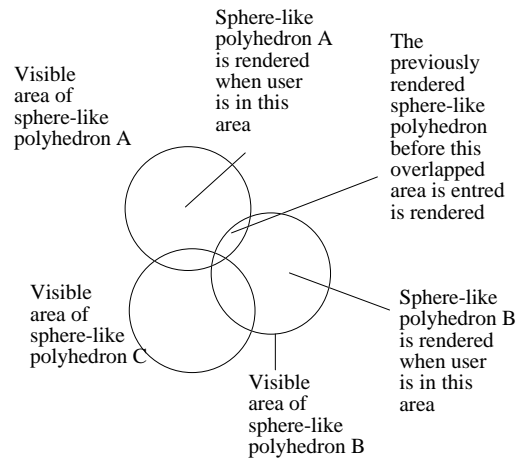 Sphere-like
polyhedron A
is rendered
when user
is in this
area
The
previously
rendered
sphere-like
polyhedron
before this
overlapped
area is entred
is rendered
Visible
area of
sphere-like
polyhedron A
Visible
area of
sphere-like
polyhedron C
Sphere-like
polyhedron B
is rendered
when user
is in this
area
Visible
area of
sphere-like
polyhedron B